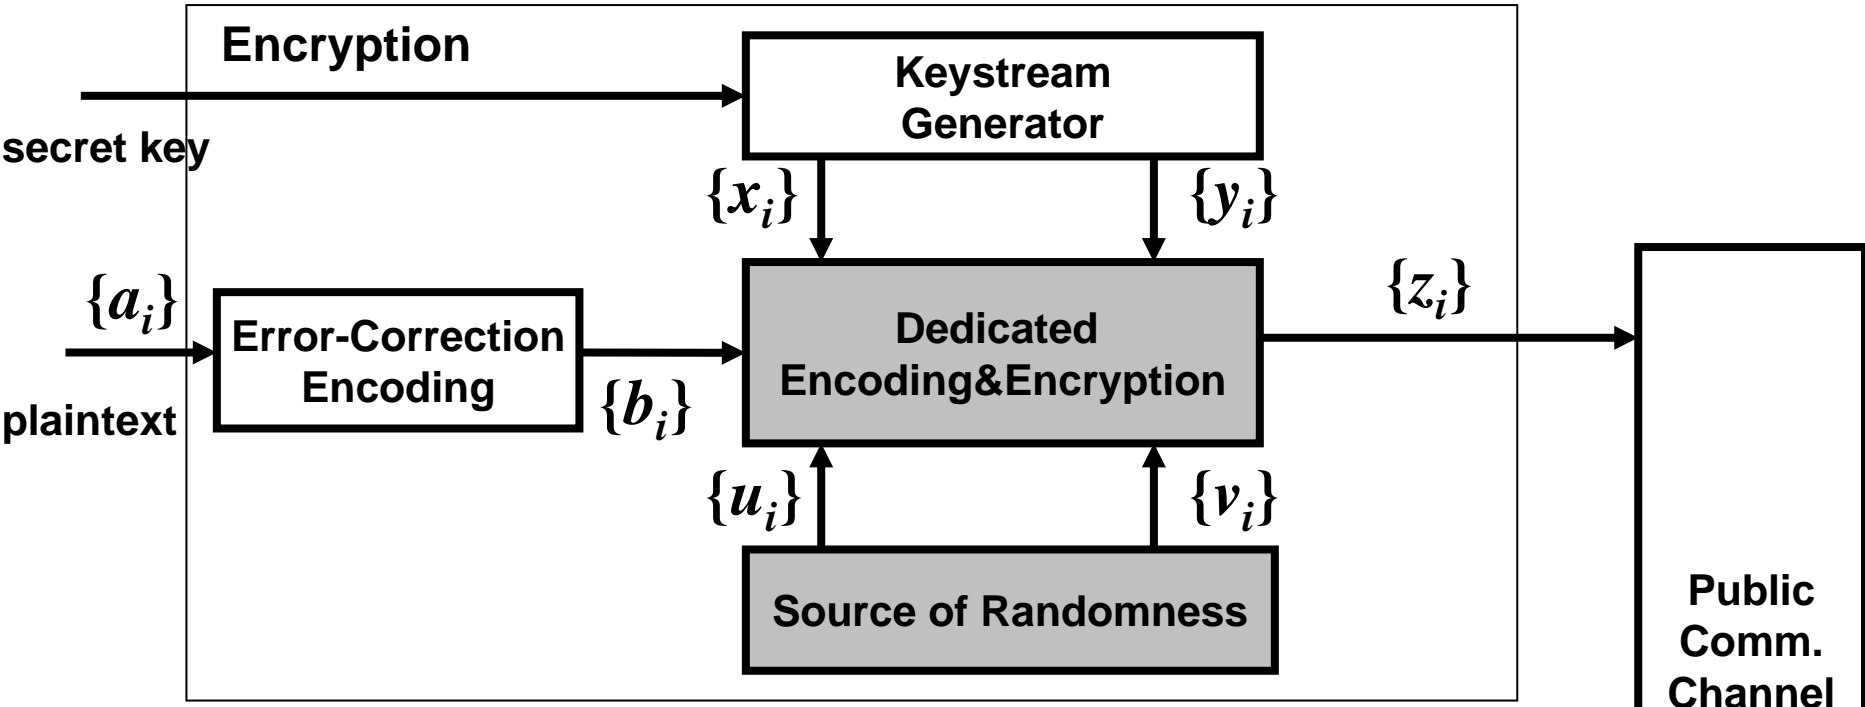 Encryption
Keystream
Generator
secret key
{x_i}
{y_i}
{a_i}
{z_i}
Error-Correction
Encoding
Dedicated
Encoding&Encryption
plaintext
{b_i}
{u_i}
{v_i}
Source of Randomness
Public
Comm.
Channel